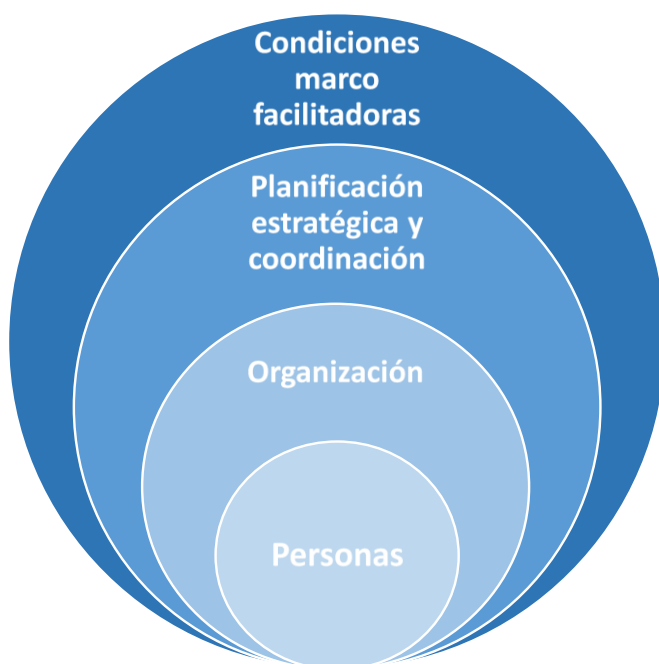 Condiciones
marco
facilitadoras
Planificación
estratégica y
coordinación
Organización
Personas